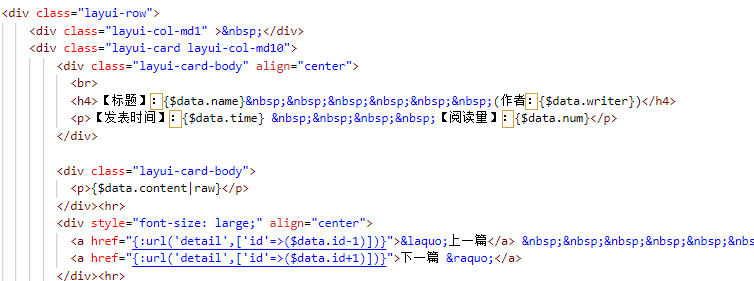 <div class="layui-row">
<div class="layui-col-md1" >&nbsp;</div>
<div class="layui-card layui-col-md10">
<div class="layui-card-body" align="center">
<br>
<h4>【标题】：{$data.name}&nbsp;&nbsp;&nbsp;&nbsp;&nbsp;&nbsp;(作者：{$data.writer})</h4>
<p>【发表时间】：{$data.time} &nbsp;&nbsp;&nbsp;&nbsp;【阅读量】：{$data.num}</p>
</div>
<div class="layui-card-body">
<p>{$data.content|raw}</p>
</div><hr>
<div style="font-size: large;" align="center">
<a href="{:url('detail',['id'=>($data.id-1)])}">&laquo;上一篇</a> &nbsp;&nbsp;&nbsp;&nbsp;&nbsp;&nbs
<a href="{:url('detail',['id'=>($data.id+1)])}">下一篇 &raquo;</a>
</div><hr>